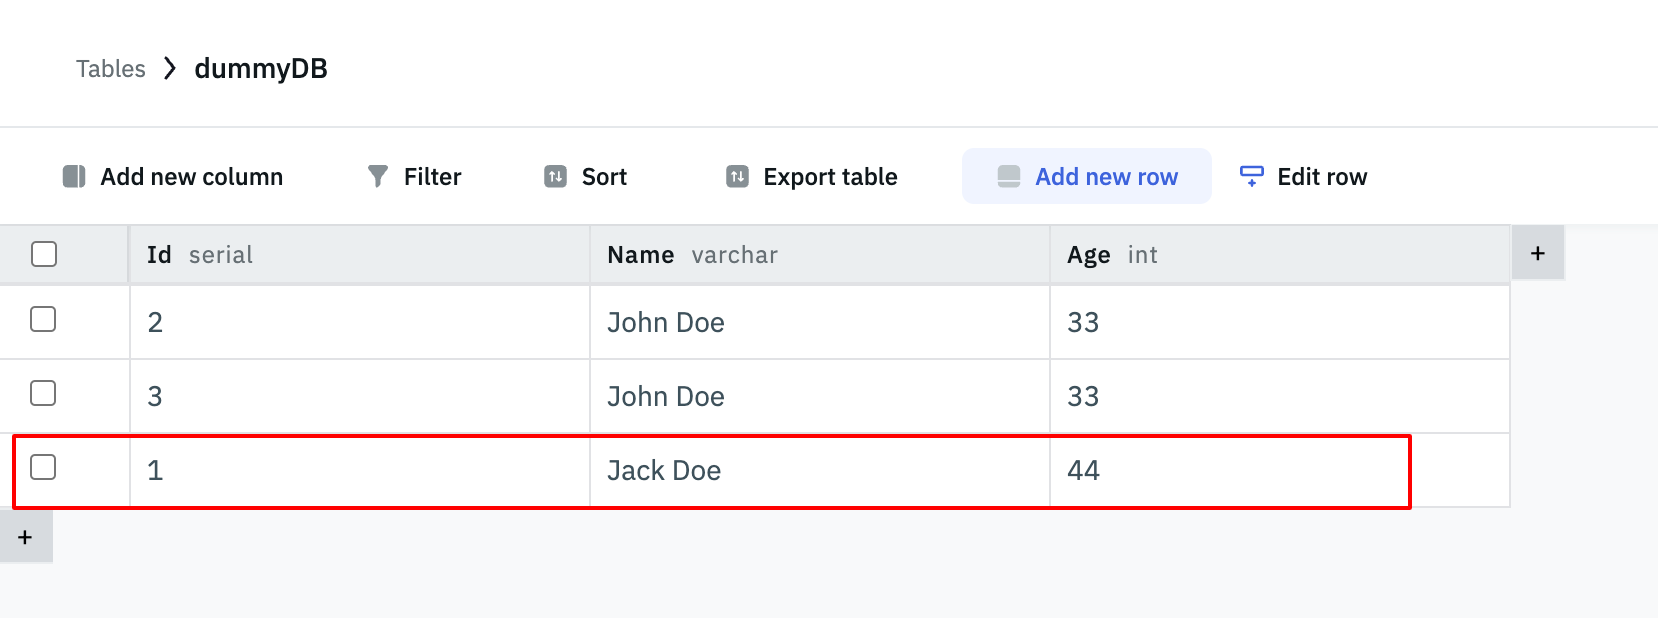 Tables > dummyDB
Add new column Filter Sort Export table Add new row Edit row
Id serial Name varchar Age int +
2 John Doe 33
3 John Doe 33
1 Jack Doe 44
+